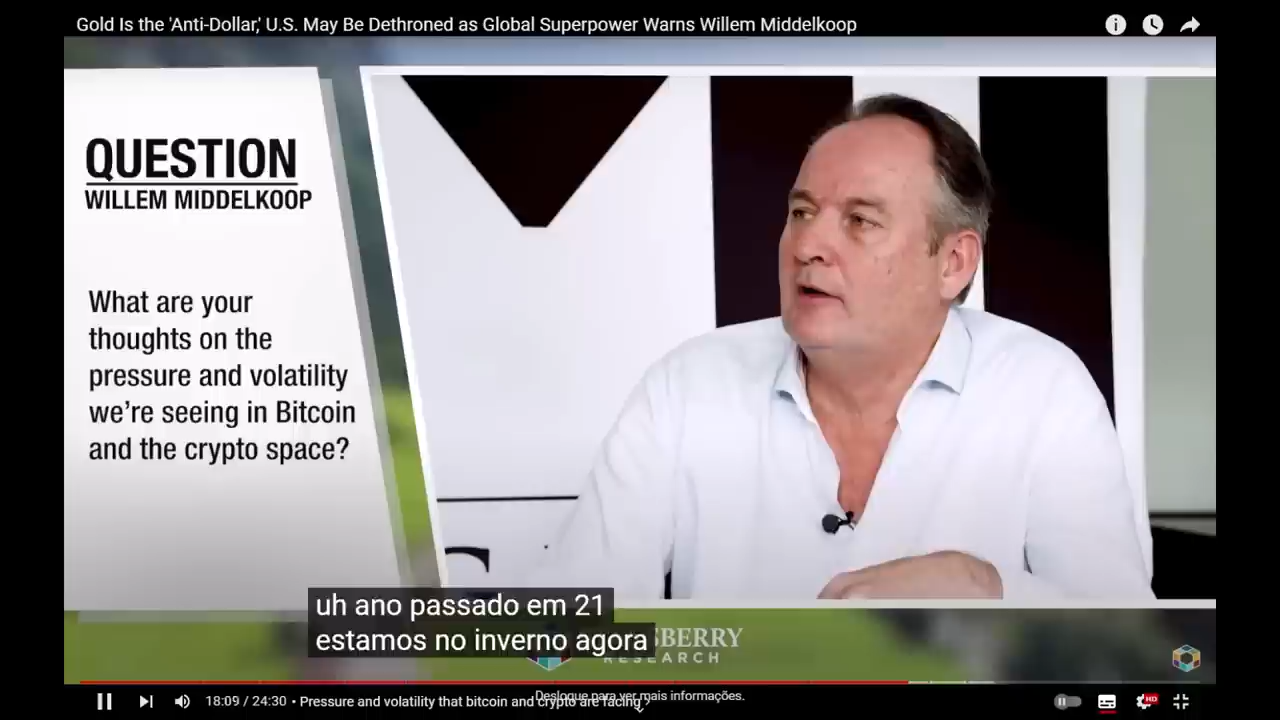 Gold Is the 'Anti-Dollar,' U.S. May Be Dethroned as Global Superpower Warns Willem Middelkoop
QUESTION
WILLEM MIDDELKOOP
What are your
thoughts on the
pressure and volatility
we're seeing in Bitcoin
and the crypto space?
uh ano passado em 21
estamos no inverno agora
SBERRY
RESEARCH
18:09 / 24:30 • Pressure and volatility that bitcoin and crypto are facing
Deslogue para ver mais informações.
HD